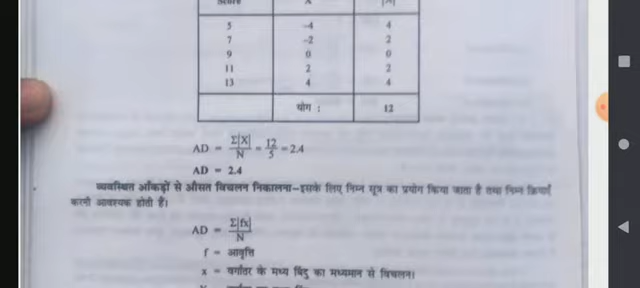 x |x|
5 -4 4
7 -2 2
9 0 0
11 2 2
13 4 4
योग : 12
AD = Σ|X|/N = 12/5 = 2.4
AD = 2.4
व्यवस्थित आँकड़ों से औसत विचलन निकालना-इसके लिए निम्न सूत्र का प्रयोग किया जाता है तथा निम्न क्रियाएँ
करनी आवश्यक होती हैं।
AD = Σ|fx|/N
f = आवृत्ति
x = वर्गांतर के मध्य बिंदु का मध्यमान से विचलन।